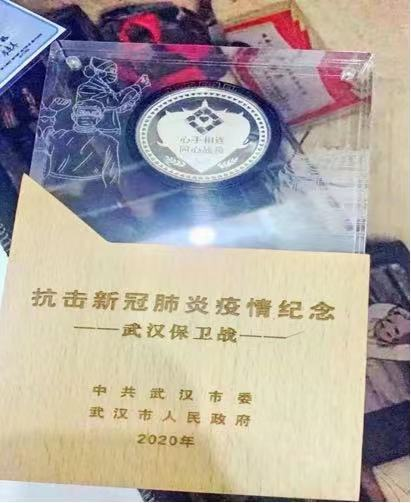 心手相连
同心战疫
抗击新冠肺炎疫情纪念
——武汉保卫战——
中共武汉市委
武汉市人民政府
2020年